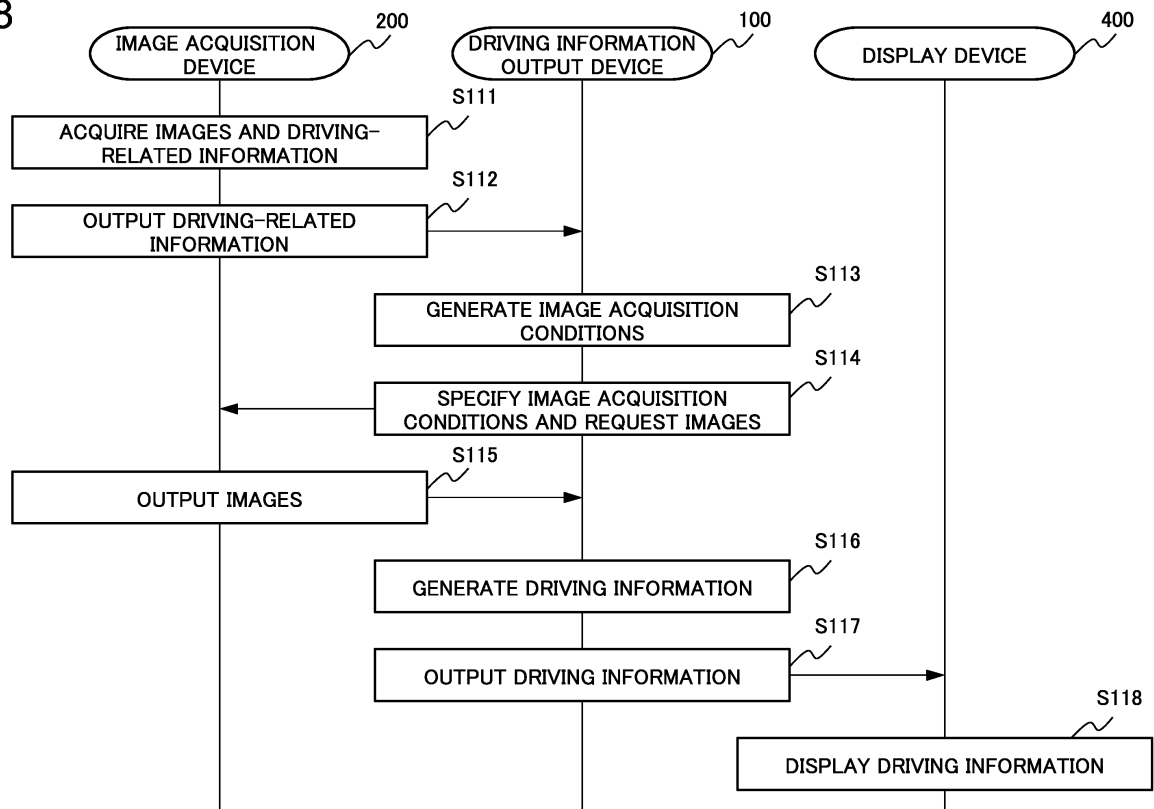 200
IMAGE ACQUISITION
DEVICE
100
DRIVING INFORMATION
OUTPUT DEVICE
400
DISPLAY DEVICE
S111
ACQUIRE IMAGES AND DRIVING-
RELATED INFORMATION
S112
OUTPUT DRIVING-RELATED
INFORMATION
S113
GENERATE IMAGE ACQUISITION
CONDITIONS
S114
SPECIFY IMAGE ACQUISITION
CONDITIONS AND REQUEST IMAGES
S115
OUTPUT IMAGES
S116
GENERATE DRIVING INFORMATION
S117
OUTPUT DRIVING INFORMATION
S118
DISPLAY DRIVING INFORMATION